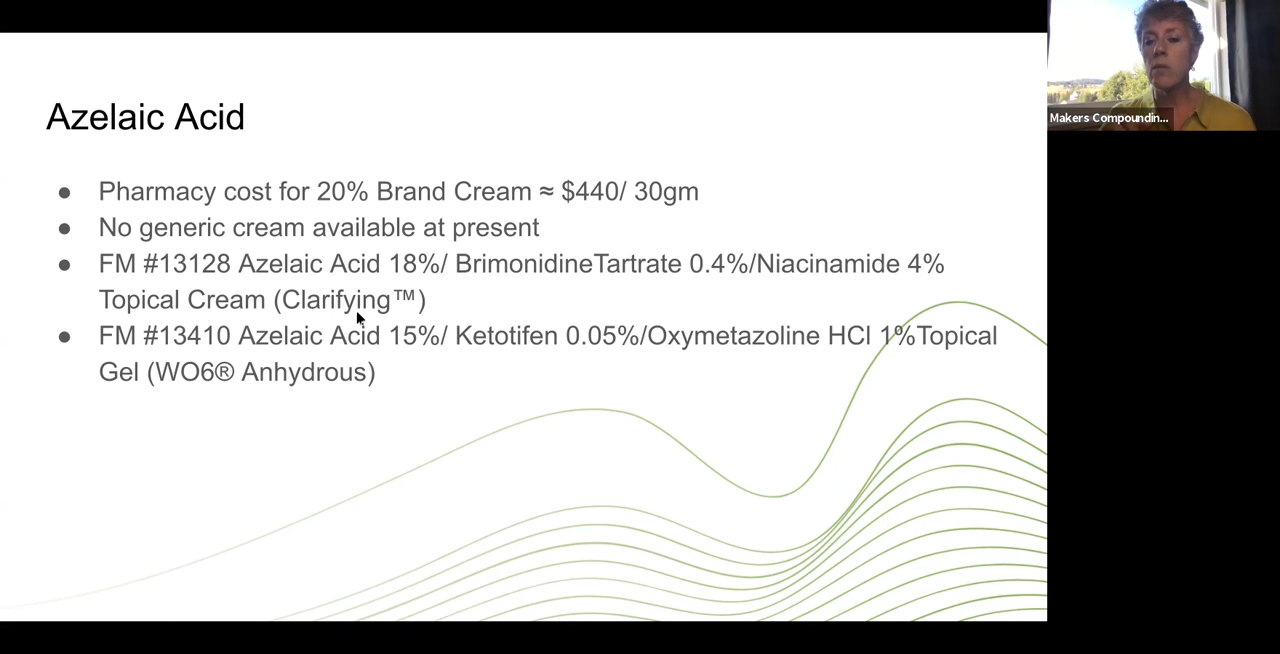 Azelaic Acid
● Pharmacy cost for 20% Brand Cream ≈ $440/ 30gm
● No generic cream available at present
● FM #13128 Azelaic Acid 18%/ BrimonidineTartrate 0.4%/Niacinamide 4%
Topical Cream (Clarifying™)
● FM #13410 Azelaic Acid 15%/ Ketotifen 0.05%/Oxymetazoline HCl 1%Topical
Gel (WO6® Anhydrous)
Makers Compoundin...